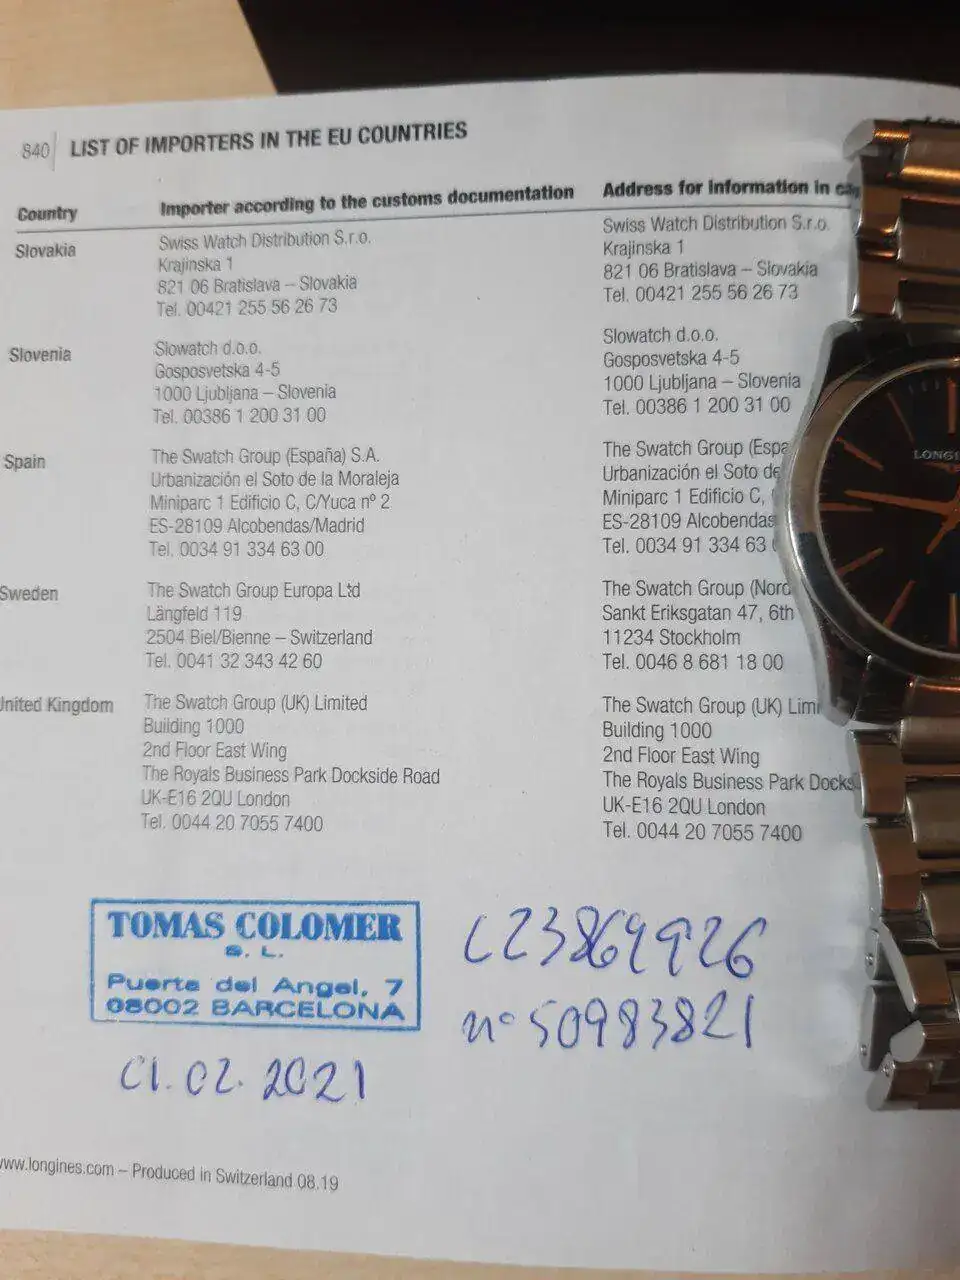 840 LIST OF IMPORTERS IN THE EU COUNTRIES
Country Importer according to the customs documentation Address for information in
Slovakia
Swiss Watch Distribution S.r.o.
Krajinska 1
821 06 Bratislava – Slovakia
Tel. 00421 255 56 26 73
Swiss Watch Distribution S.r.o.
Krajinska 1
821 06 Bratislava – Slovakia
Tel. 00421 255 56 26 73
Slovenia
Slowatch d.o.o.
Gosposvetska 4-5
1000 Ljubljana – Slovenia
Tel. 00386 1 200 31 00
Slowatch d.o.o.
Gosposvetska 4-5
1000 Ljubljana – Slovenia
Tel. 00386 1 200 31 00
Spain
The Swatch Group (España) S.A.
Urbanización el Soto de la Moraleja
Miniparc 1 Edificio C, C/Yuca nº 2
ES-28109 Alcobendas/Madrid
Tel. 0034 91 334 63 00
The Swatch Group (Espa
Urbanización el Soto de
Miniparc 1 Edificio C,
ES-28109 Alcobendas
Tel. 0034 91 334 63
Sweden
The Swatch Group Europa Ltd
Längfeld 119
2504 Biel/Bienne – Switzerland
Tel. 0041 32 343 42 60
The Swatch Group (Nord
Sankt Eriksgatan 47, 6th
11234 Stockholm
Tel. 0046 8 681 18 00
United Kingdom
The Swatch Group (UK) Limited
Building 1000
2nd Floor East Wing
The Royals Business Park Dockside Road
UK-E16 2QU London
Tel. 0044 20 7055 7400
The Swatch Group (UK) Limi
Building 1000
2nd Floor East Wing
The Royals Business Park Docks
UK-E16 2QU London
Tel. 0044 20 7055 7400
LONGI
TOMAS COLOMER
S. L.
Puerta del Angel, 7
08002 BARCELONA
L23864926
nº 50983821
01.02.2021
www.longines.com – Produced in Switzerland 08.19